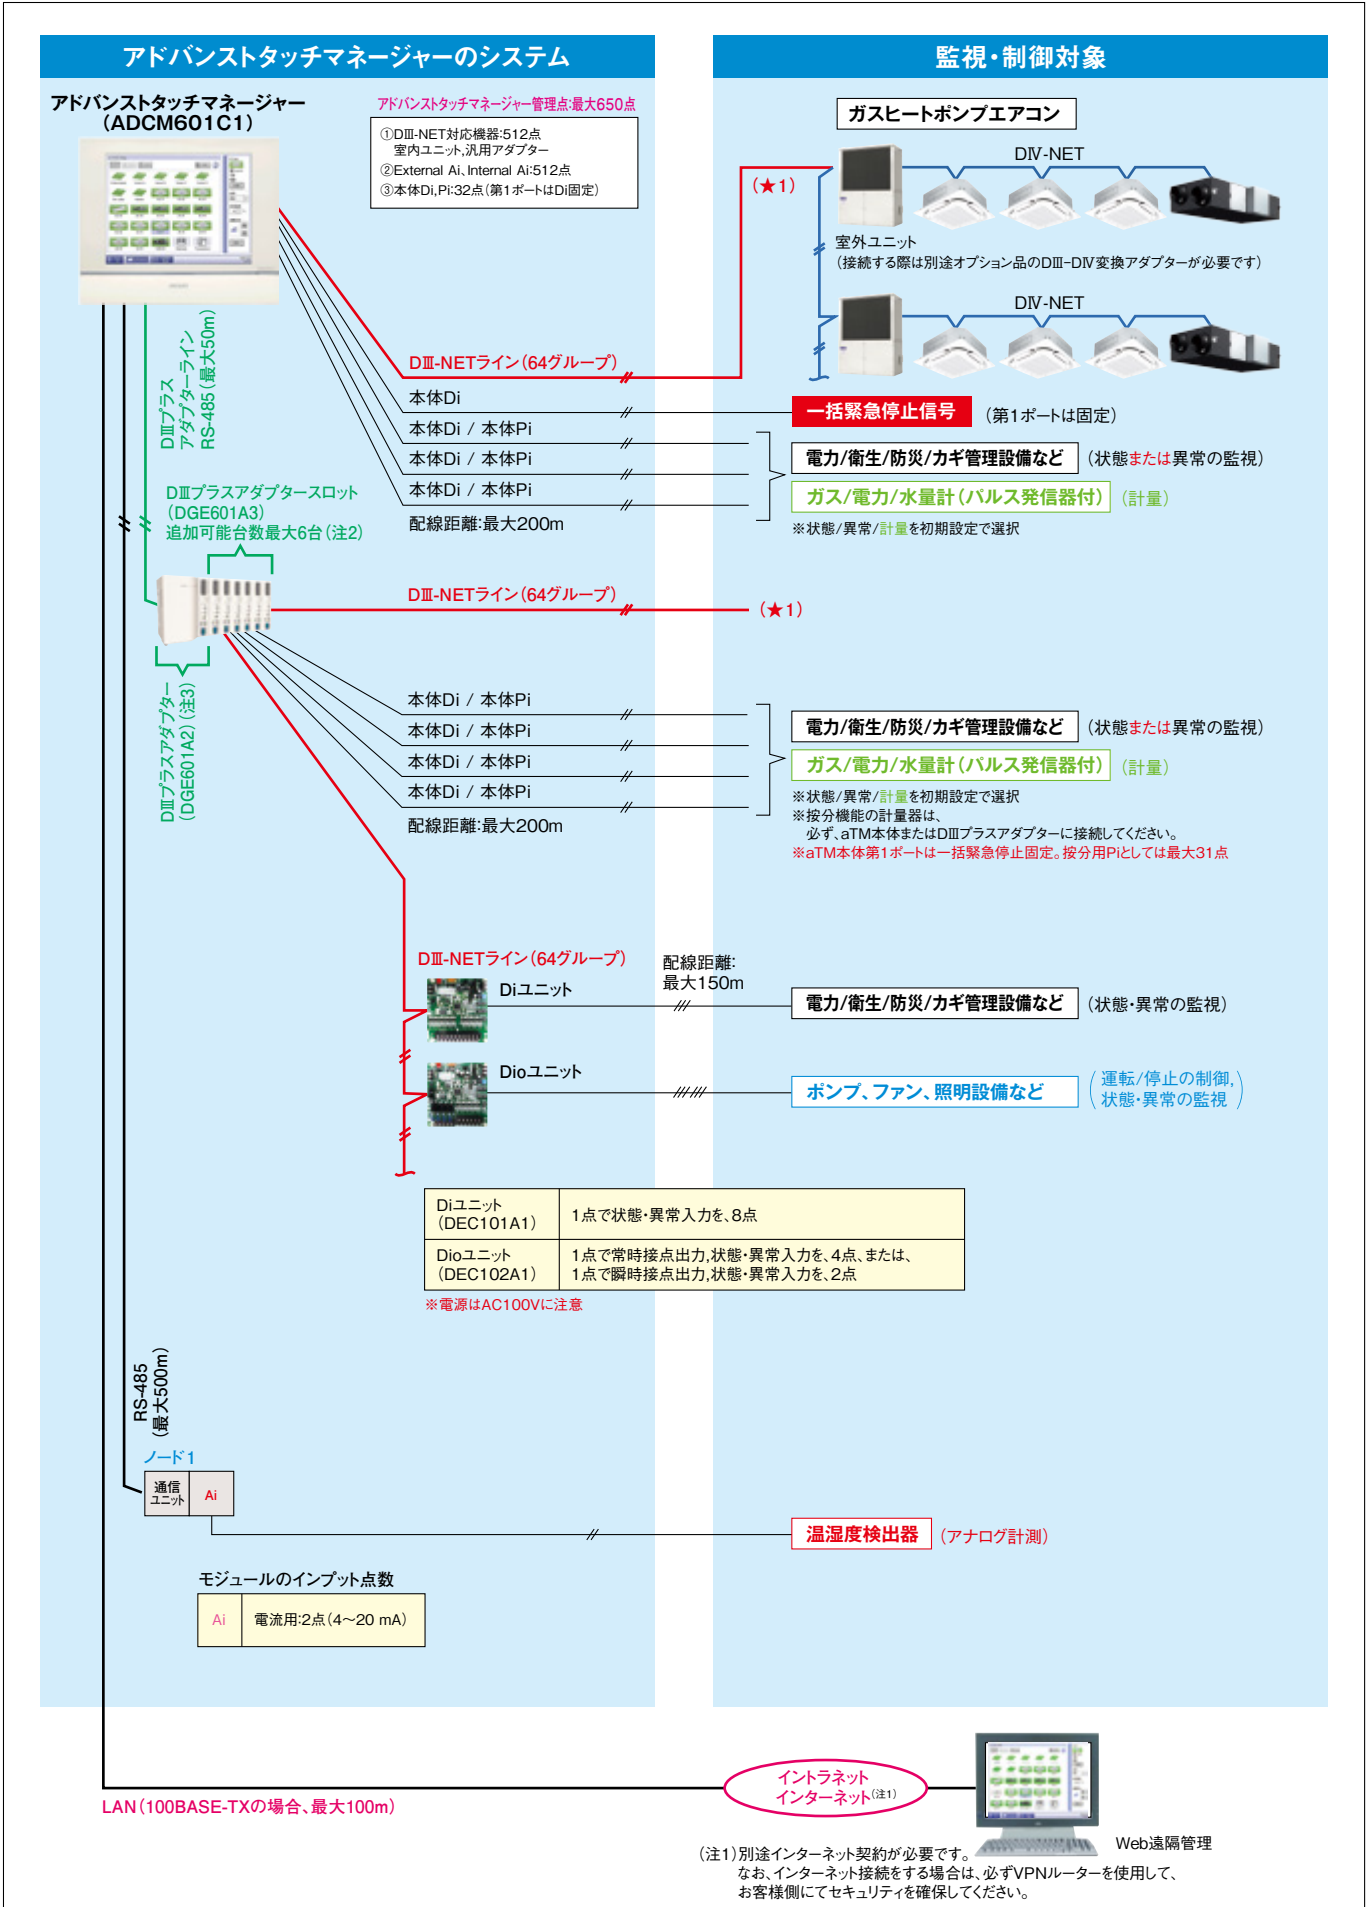 アドバンストタッチマネージャーのシステム
監視・制御対象
アドバンストタッチマネージャー
(ADCM601C1)
アドバンストタッチマネージャー管理点:最大650点
①DⅢ-NET対応機器:512点
室内ユニット,汎用アダプター
②External Ai、Internal Ai:512点
③本体Di,Pi:32点(第1ポートはDi固定)
ガスヒートポンプエアコン
DⅣ-NET
(★1)
室外ユニット
(接続する際は別途オプション品のDⅢ-DⅣ変換アダプターが必要です)
DⅣ-NET
DⅢ-NETライン(64グループ)
本体Di
一括緊急停止信号 (第1ポートは固定)
本体Di / 本体Pi
本体Di / 本体Pi
本体Di / 本体Pi
配線距離:最大200m
電力/衛生/防災/カギ管理設備など (状態または異常の監視)
ガス/電力/水量計(パルス発信器付) (計量)
※状態/異常/計量を初期設定で選択
DⅢプラス
アダプターライン
RS-485(最大50m)
DⅢプラスアダプタースロット
(DGE601A3)
追加可能台数最大6台(注2)
DⅢ-NETライン(64グループ)
(★1)
DⅢプラスアダプター
(DGE601A2)(注3)
本体Di / 本体Pi
本体Di / 本体Pi
本体Di / 本体Pi
本体Di / 本体Pi
配線距離:最大200m
電力/衛生/防災/カギ管理設備など (状態または異常の監視)
ガス/電力/水量計(パルス発信器付) (計量)
※状態/異常/計量を初期設定で選択
※按分機能の計量器は、
必ず、aTM本体またはDⅢプラスアダプターに接続してください。
※aTM本体第1ポートは一括緊急停止固定。按分用Piとしては最大31点
DⅢ-NETライン(64グループ)
Diユニット
配線距離:
最大150m
電力/衛生/防災/カギ管理設備など (状態・異常の監視)
Dioユニット
ポンプ、ファン、照明設備など
(運転/停止の制御,
状態・異常の監視)
Diユニット
(DEC101A1)
1点で状態・異常入力を、8点
Dioユニット
(DEC102A1)
1点で常時接点出力,状態・異常入力を、4点、または、
1点で瞬時接点出力,状態・異常入力を、2点
※電源はAC100Vに注意
RS-485
(最大500m)
ノード1
通信
ユニット
Ai
温湿度検出器 (アナログ計測)
モジュールのインプット点数
Ai 電流用:2点(4〜20 mA)
LAN(100BASE-TXの場合、最大100m)
イントラネット
インターネット(注1)
Web遠隔管理
(注1)別途インターネット契約が必要です。
なお、インターネット接続をする場合は、必ずVPNルーターを使用して、
お客様側にてセキュリティを確保してください。